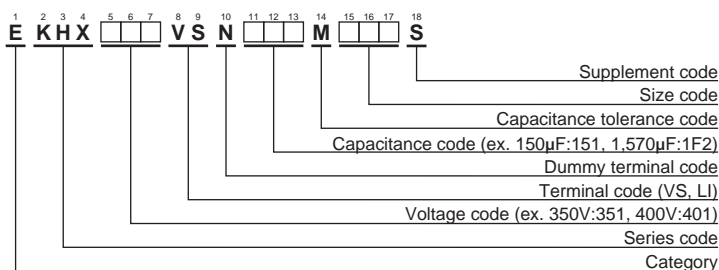 1 2 3 4 5 6 7 8 9 10 11 12 13 14 15 16 17 18
E KHX □□□ VS N □□□ M □□□ S
Supplement code
Size code
Capacitance tolerance code
Capacitance code (ex. 150µF:151, 1,570µF:1F2)
Dummy terminal code
Terminal code (VS, LI)
Voltage code (ex. 350V:351, 400V:401)
Series code
Category